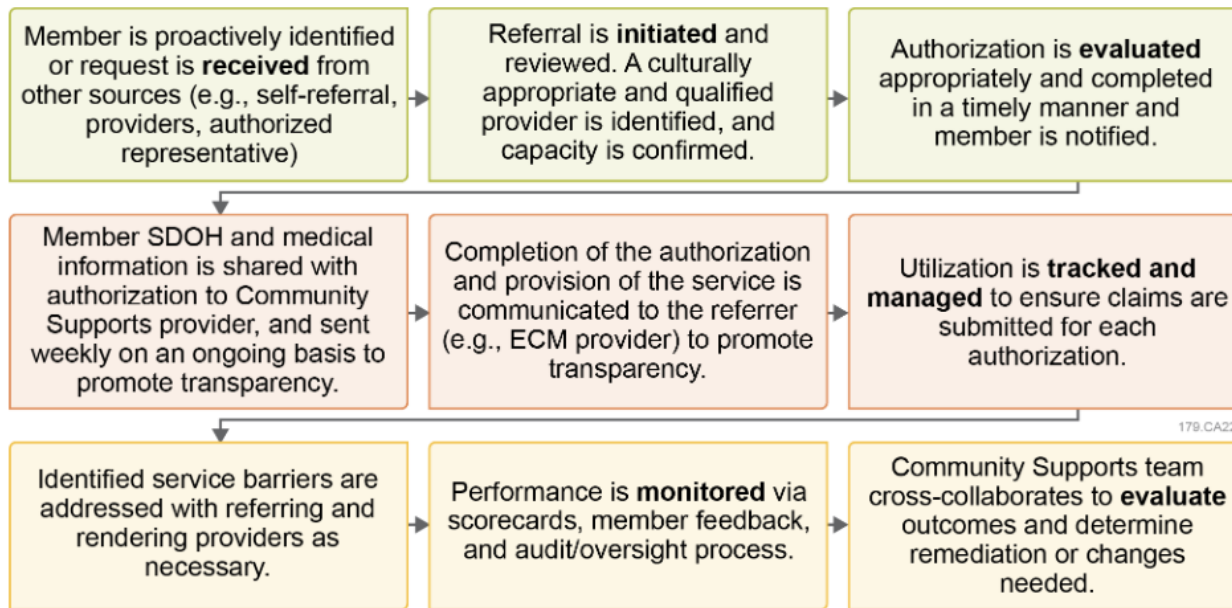 Member is proactively identified
or request is received from
other sources (e.g., self-referral,
providers, authorized
representative)
Referral is initiated and
reviewed. A culturally
appropriate and qualified
provider is identified, and
capacity is confirmed.
Authorization is evaluated
appropriately and completed
in a timely manner and
member is notified.
Member SDOH and medical
information is shared with
authorization to Community
Supports provider, and sent
weekly on an ongoing basis to
promote transparency.
Completion of the authorization
and provision of the service is
communicated to the referrer
(e.g., ECM provider) to promote
transparency.
Utilization is tracked and
managed to ensure claims are
submitted for each
authorization.
179.CA22
Identified service barriers are
addressed with referring and
rendering providers as
necessary.
Performance is monitored via
scorecards, member feedback,
and audit/oversight process.
Community Supports team
cross-collaborates to evaluate
outcomes and determine
remediation or changes
needed.